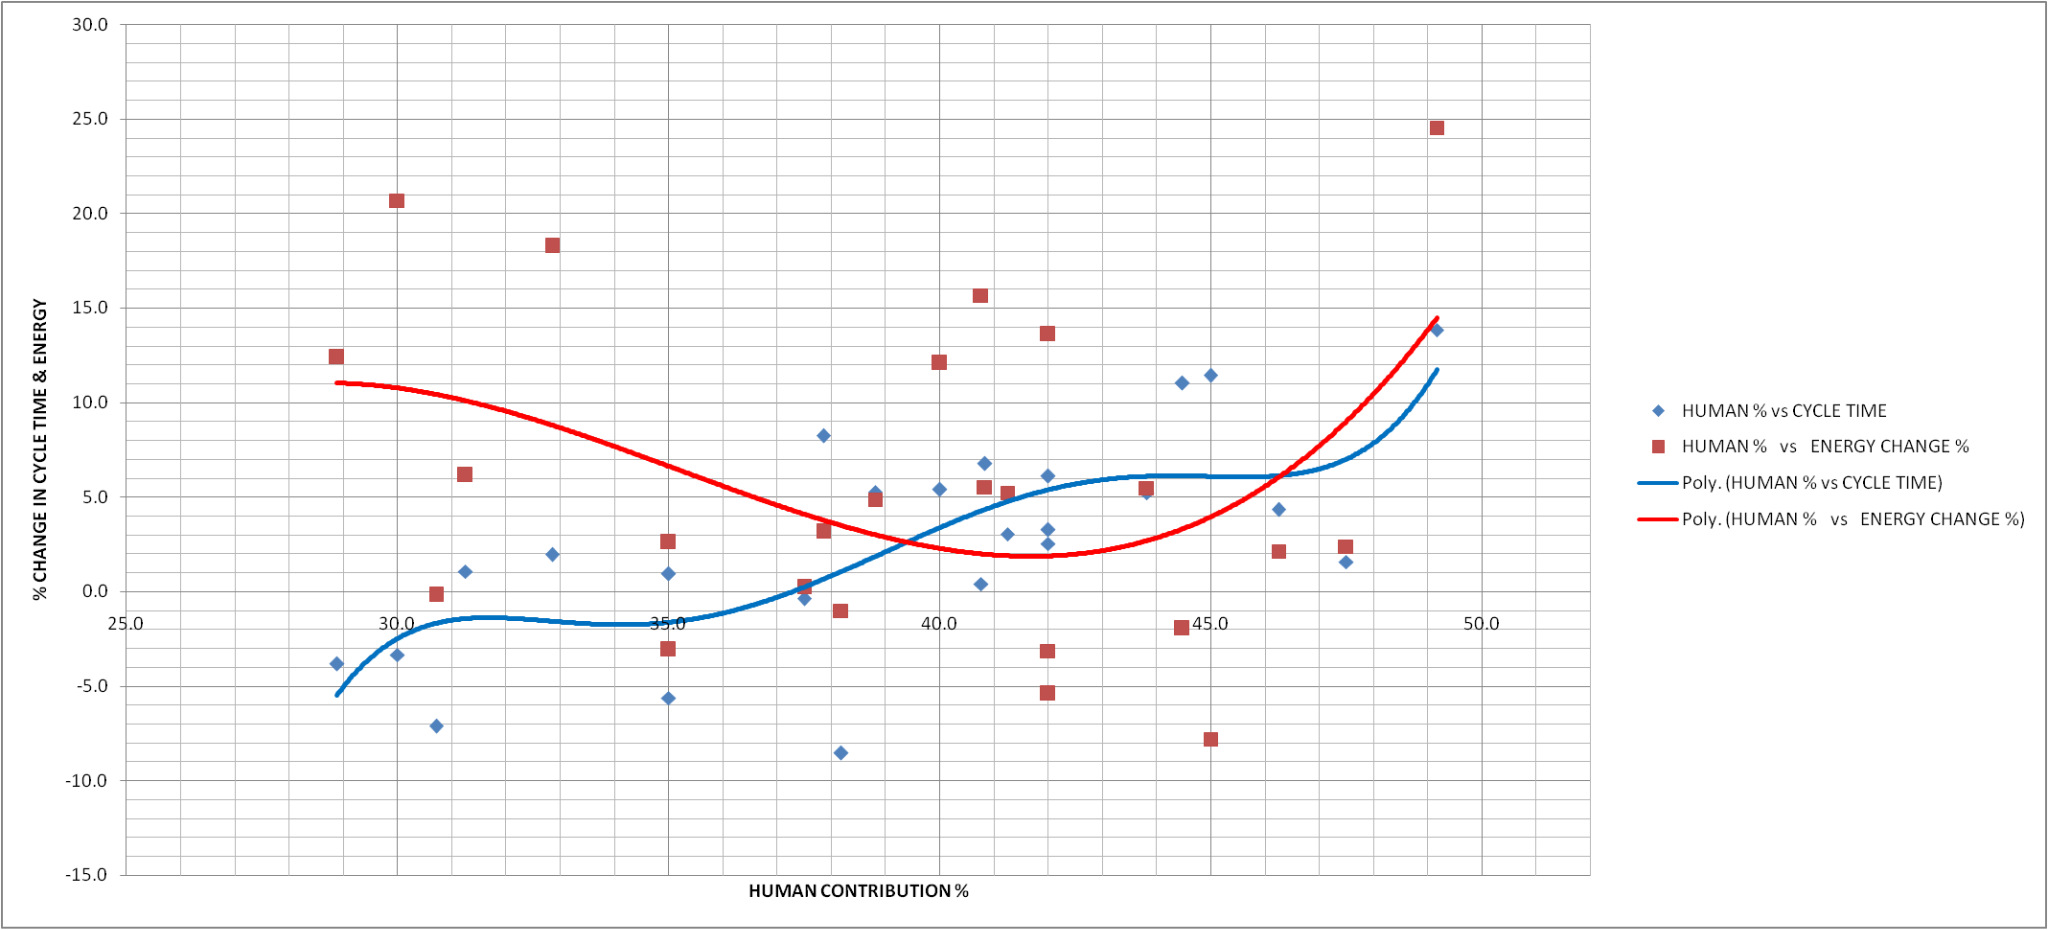 30.0
25.0
20.0
15.0
10.0
5.0
0.0
-5.0
-10.0
-15.0
% CHANGE IN CYCLE TIME & ENERGY
25.0 30.0 35.0 40.0 45.0 50.0
HUMAN CONTRIBUTION %
HUMAN % vs CYCLE TIME
HUMAN % vs ENERGY CHANGE %
Poly. (HUMAN % vs CYCLE TIME)
Poly. (HUMAN % vs ENERGY CHANGE %)